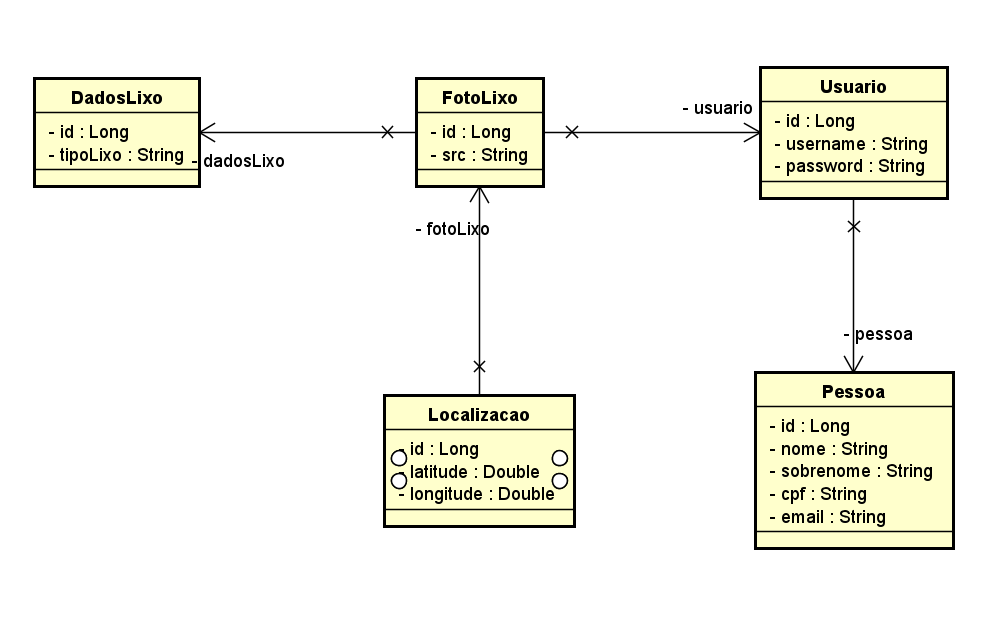 DadosLixo
- id : Long
- tipoLixo : String
- dadosLixo
FotoLixo
- id : Long
- src : String
- usuario
Usuario
- id : Long
- username : String
- password : String
- fotoLixo
- pessoa
Localizacao
- id : Long
- latitude : Double
- longitude : Double
Pessoa
- id : Long
- nome : String
- sobrenome : String
- cpf : String
- email : String